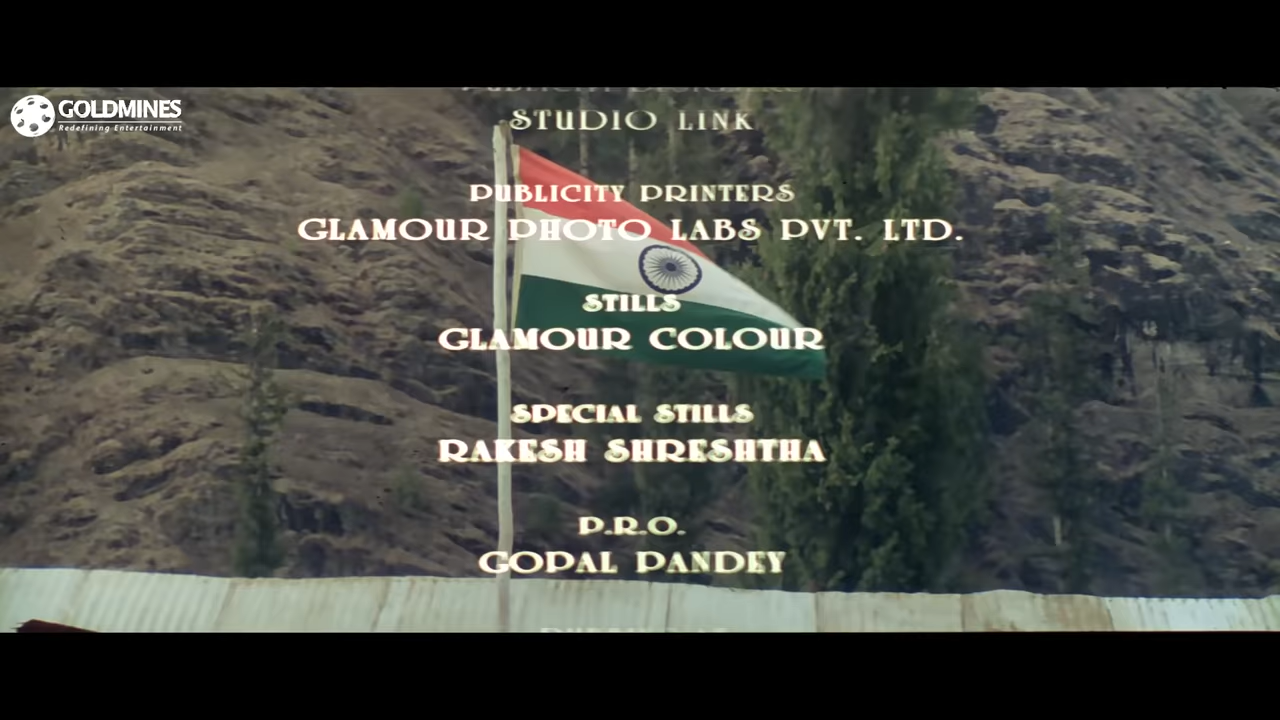 GOLDMINES
Redefining Entertainment
STUDIO LINK
PUBLICITY PRINTERS
GLAMOUR PHOTO LABS PVT. LTD.
STILLS
GLAMOUR COLOUR
SPECIAL STILLS
RAKESH SHRESHTHA
P.R.O.
GOPAL PANDEY